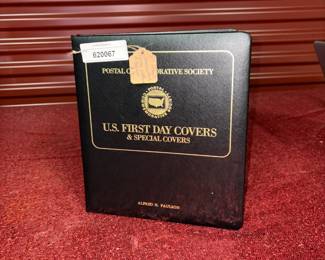 620067
POSTAL COMMEMORATIVE SOCIETY
U.S. FIRST DAY COVERS
& SPECIAL COVERS
ALFRED R. PAULSON